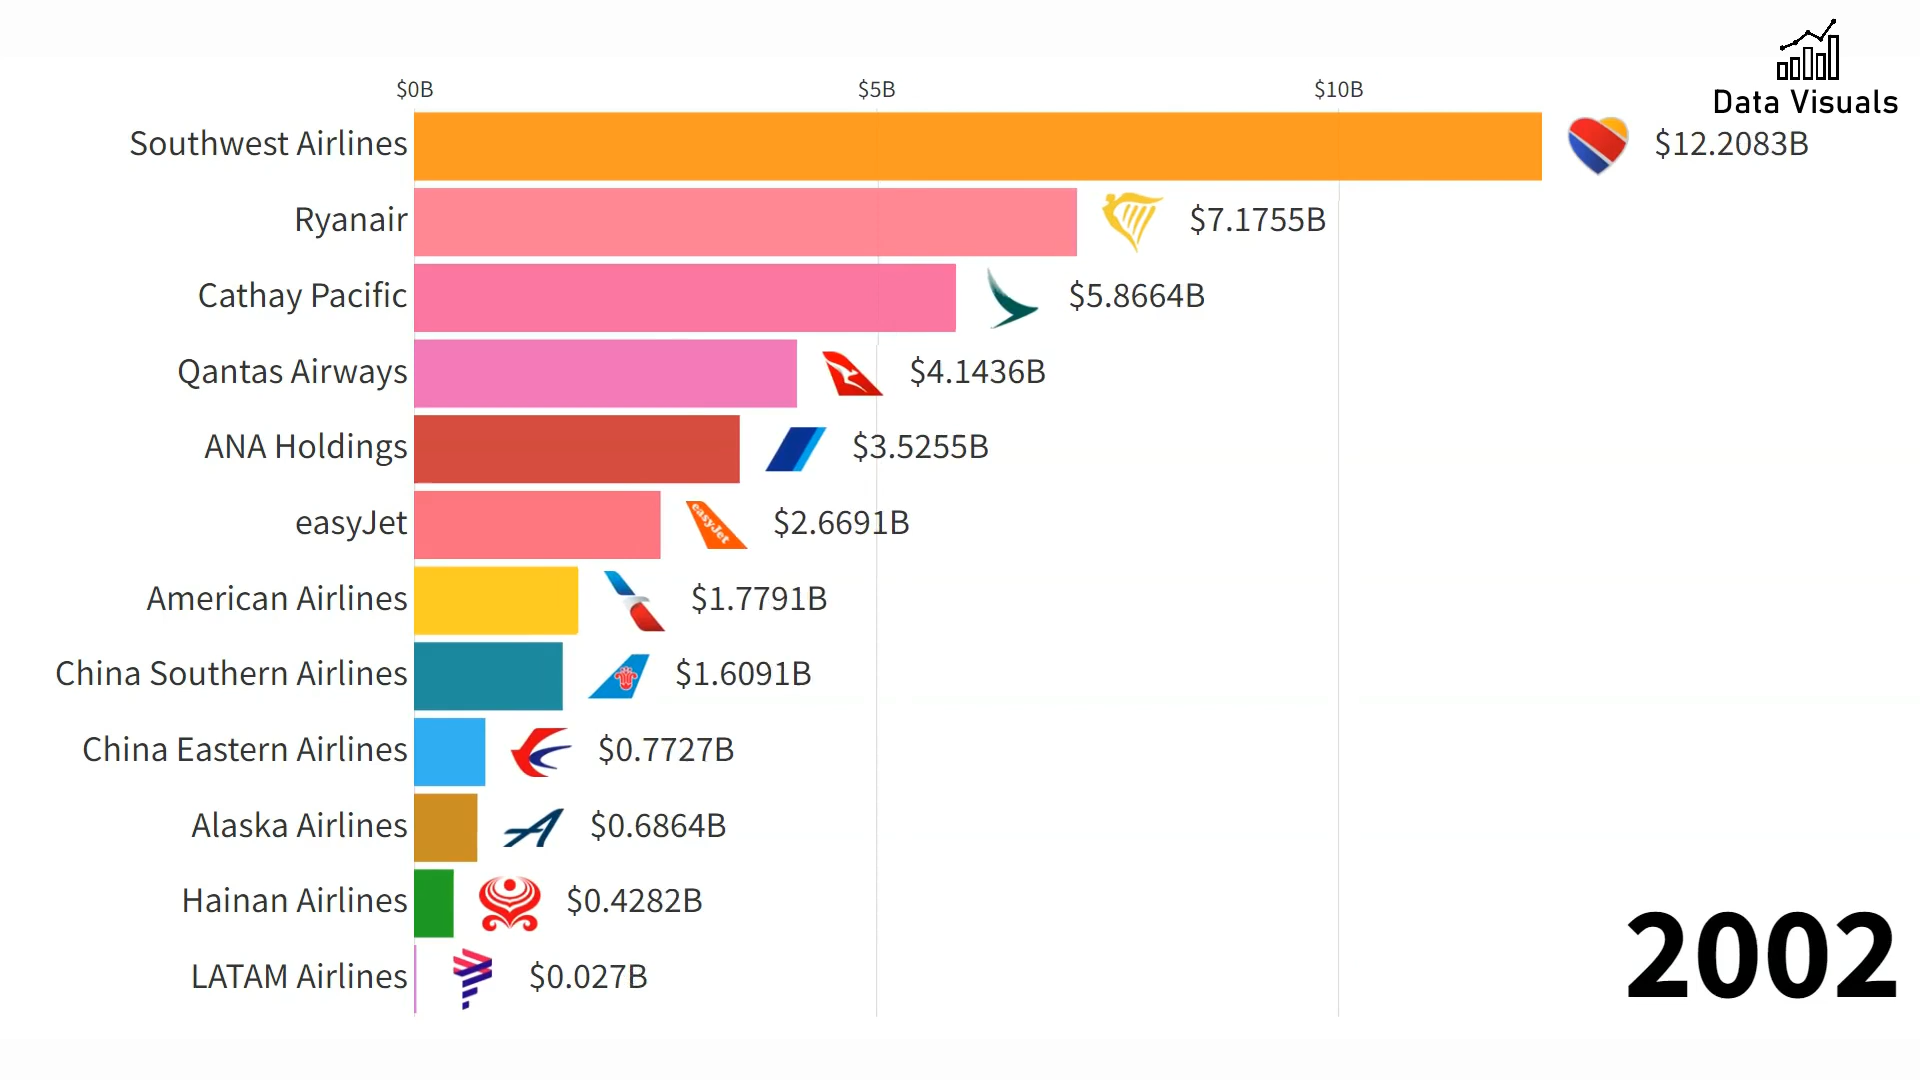 Data Visuals
$0B $5B $10B
Southwest Airlines $12.2083B
Ryanair $7.1755B
Cathay Pacific $5.8664B
Qantas Airways $4.1436B
ANA Holdings $3.5255B
easyJet easyJet $2.6691B
American Airlines $1.7791B
China Southern Airlines $1.6091B
China Eastern Airlines $0.7727B
Alaska Airlines $0.6864B
Hainan Airlines $0.4282B
LATAM Airlines $0.027B
2002